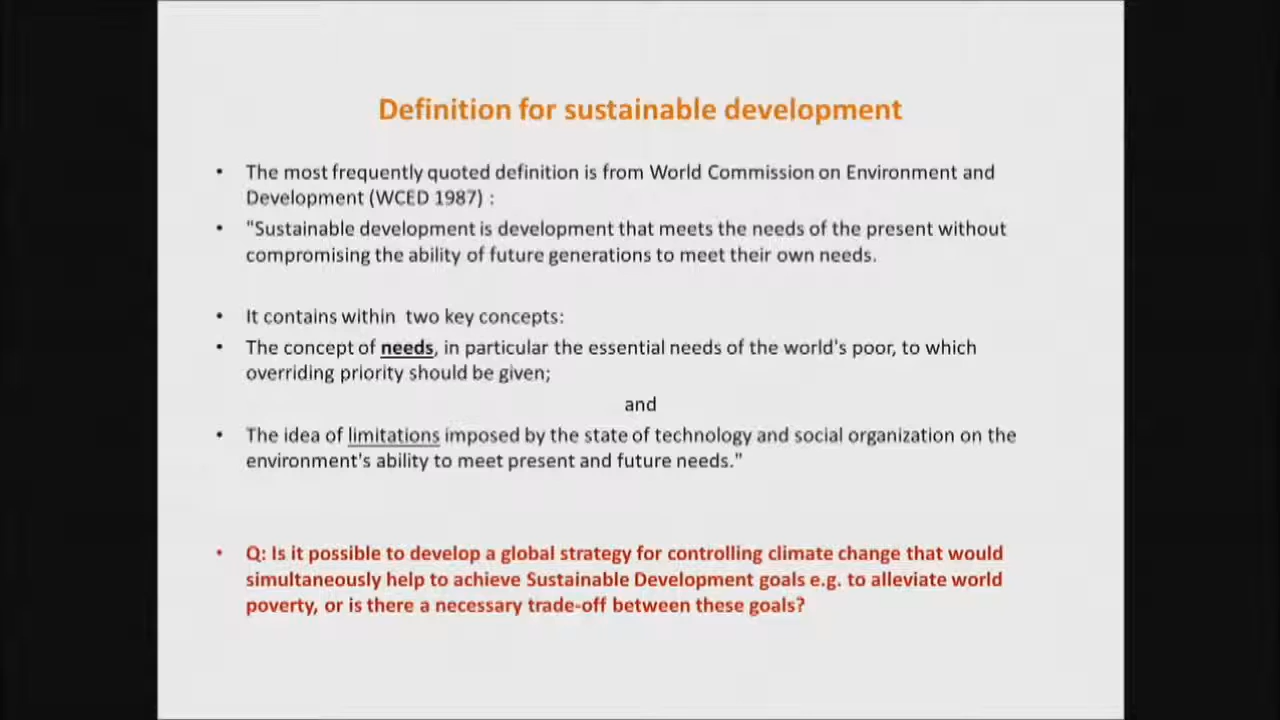 Definition for sustainable development
• The most frequently quoted definition is from World Commission on Environment and
Development (WCED 1987) :
• "Sustainable development is development that meets the needs of the present without
compromising the ability of future generations to meet their own needs.
• It contains within  two key concepts:
• The concept of needs, in particular the essential needs of the world's poor, to which
overriding priority should be given;
and
• The idea of limitations imposed by the state of technology and social organization on the
environment's ability to meet present and future needs."
• Q: Is it possible to develop a global strategy for controlling climate change that would
simultaneously help to achieve Sustainable Development goals e.g. to alleviate world
poverty, or is there a necessary trade-off between these goals?